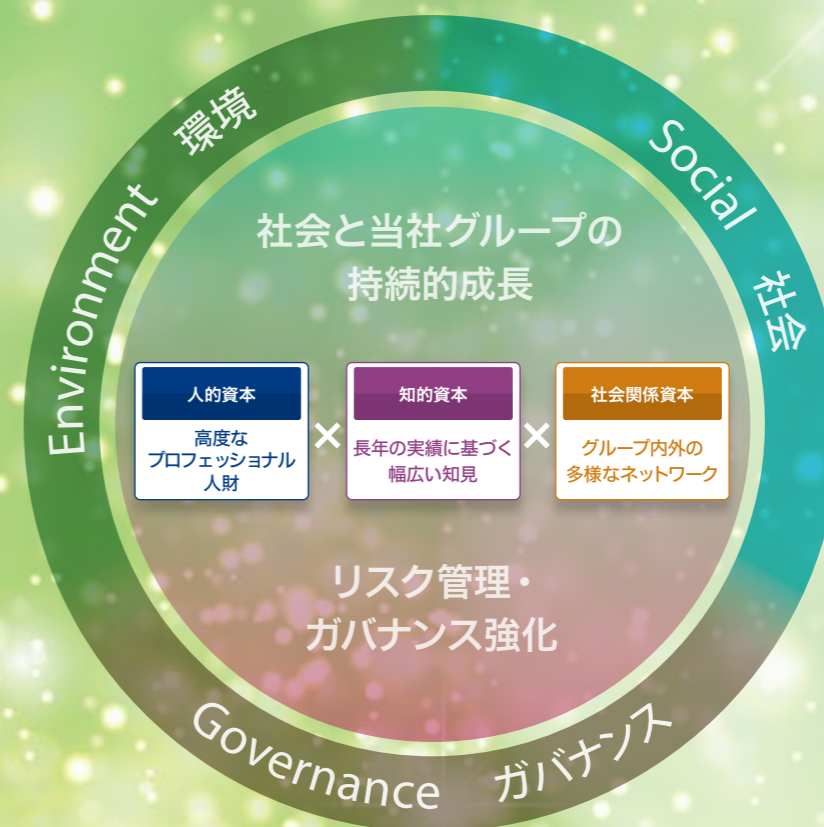 Environment 環境
Social 社会
社会と当社グループの
持続的成長
人的資本
高度な
プロフェッショナル
人財
×
知的資本
長年の実績に基づく
幅広い知見
×
社会関係資本
グループ内外の
多様なネットワーク
リスク管理・
ガバナンス強化
Governance ガバナンス